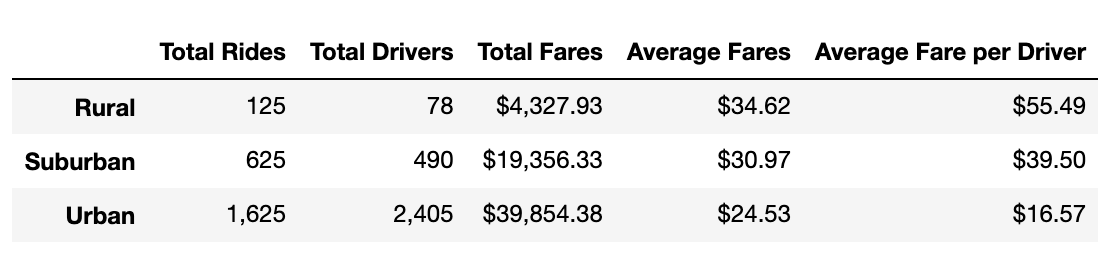 Total Rides Total Drivers Total Fares Average Fares Average Fare per Driver
Rural 125 78 $4,327.93 $34.62 $55.49
Suburban 625 490 $19,356.33 $30.97 $39.50
Urban 1,625 2,405 $39,854.38 $24.53 $16.57